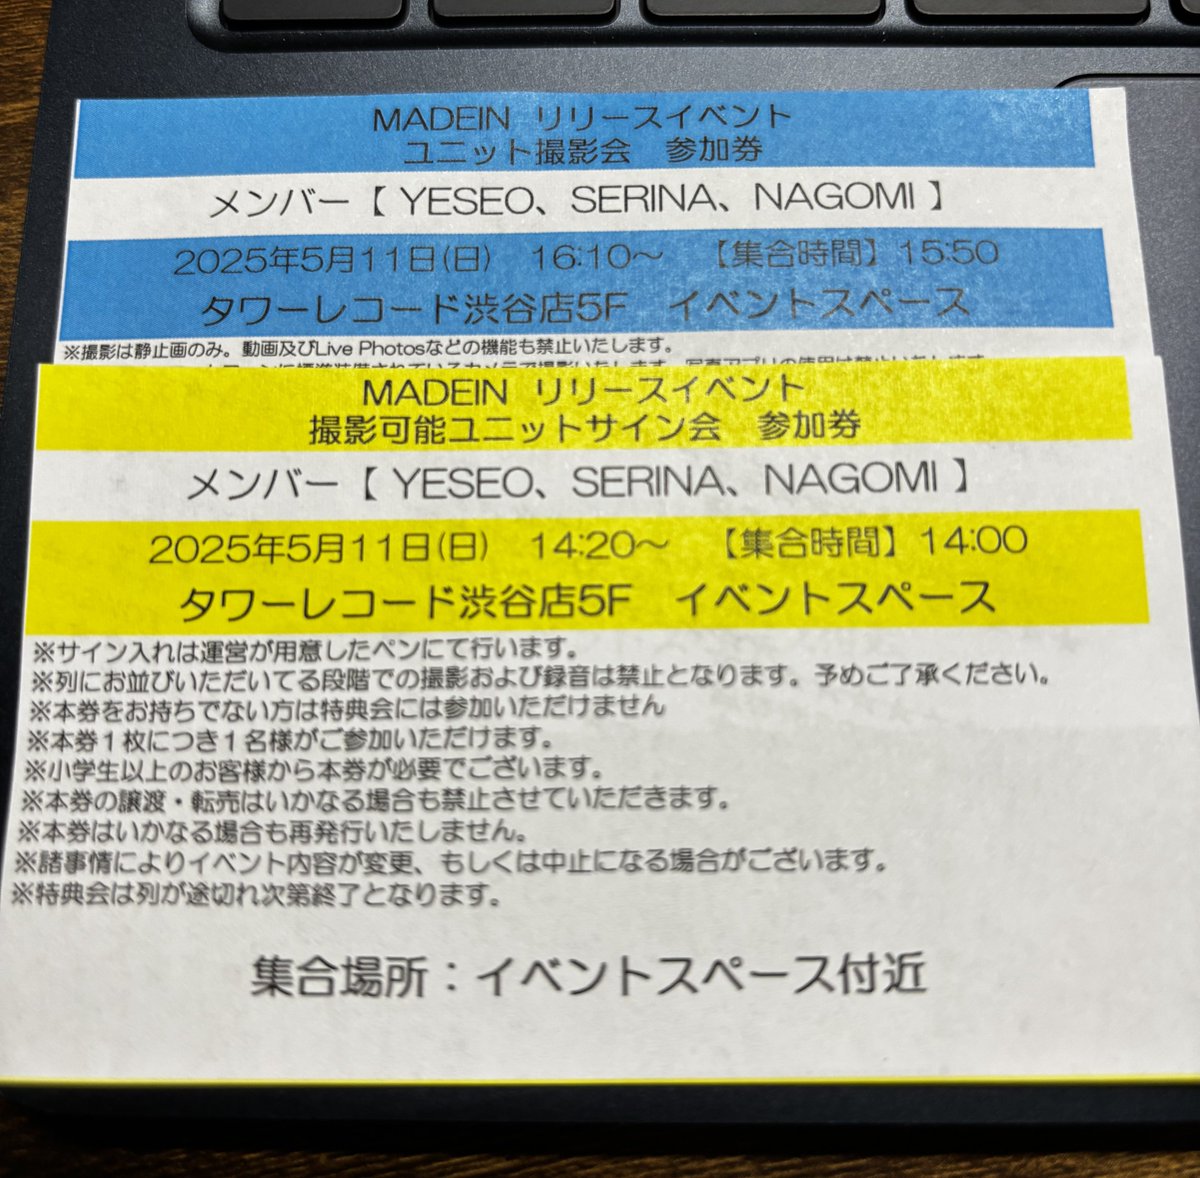 MADEIN リリースイベント
ユニット撮影会 参加券
メンバー【 YESEO、SERINA、NAGOMI 】
2025年5月11日(日) 16:10～ 【集合時間】15:50
タワーレコード渋谷店5F イベントスペース
※撮影は静止画のみ。動画及びLive Photosなどの機能も禁止いたします。
MADEIN リリースイベント
撮影可能ユニットサイン会 参加券
メンバー【 YESEO、SERINA、NAGOMI 】
2025年5月11日(日) 14:20～ 【集合時間】14:00
タワーレコード渋谷店5F イベントスペース
※サイン入れは運営が用意したペンにて行います。
※列にお並びいただいてる段階での撮影および録音は禁止となります。予めご了承ください。
※本券をお持ちでない方は特典会には参加いただけません
※本券１枚につき１名様がご参加いただけます。
※小学生以上のお客様から本券が必要でございます。
※本券の譲渡・転売はいかなる場合も禁止させていただきます。
※本券はいかなる場合も再発行いたしません。
※諸事情によりイベント内容が変更、もしくは中止になる場合がございます。
※特典会は列が途切れ次第終了となります。
集合場所：イベントスペース付近